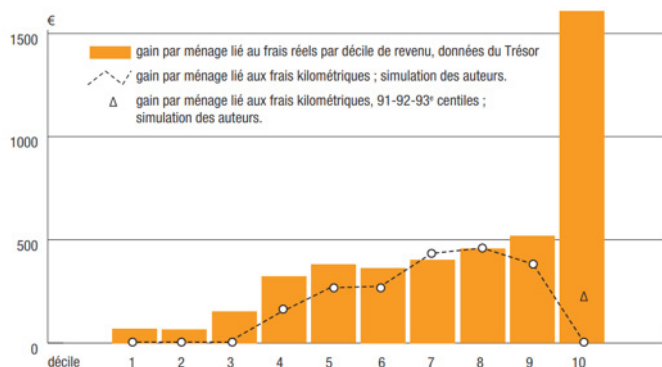 €
1500
gain par ménage lié au frais réels par décile de revenu, données du Trésor
gain par ménage lié aux frais kilométriques ; simulation des auteurs.
gain par ménage lié aux frais kilométriques, 91-92-93e centiles ;
simulation des auteurs.
1000
500
0
décile 1 2 3 4 5 6 7 8 9 10